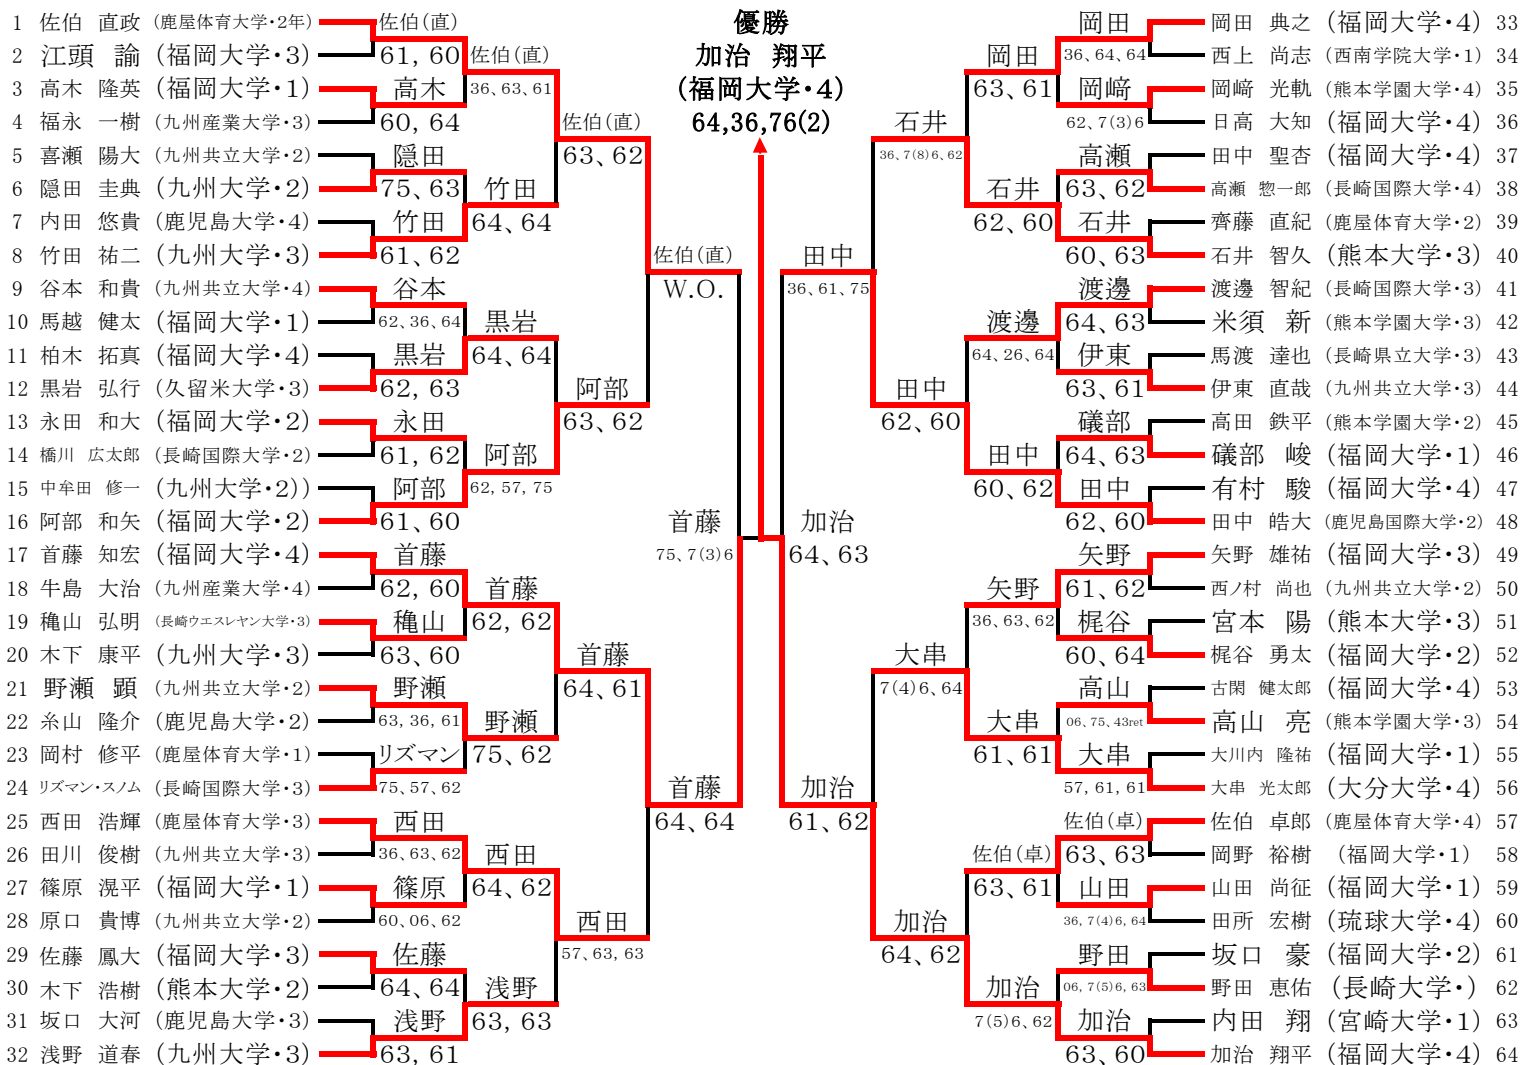 優勝
加治 翔平
(福岡大学・4)
64,36,76(2)
1 佐伯 直政 (鹿屋体育大学・2年)
2 江頭 諭 (福岡大学・3)
3 高木 隆英 (福岡大学・1)
4 福永 一樹 (九州産業大学・3)
5 喜瀬 陽大 (九州共立大学・2)
6 隠田 圭典 (九州大学・2)
7 内田 悠貴 (鹿児島大学・4)
8 竹田 祐二 (九州大学・3)
9 谷本 和貴 (九州共立大学・4)
10 馬越 健太 (福岡大学・1)
11 柏木 拓真 (福岡大学・4)
12 黒岩 弘行 (久留米大学・3)
13 永田 和大 (福岡大学・2)
14 橋川 広太郎 (長崎国際大学・2)
15 中牟田 修一 (九州大学・2))
16 阿部 和矢 (福岡大学・2)
17 首藤 知宏 (福岡大学・4)
18 牛島 大治 (九州産業大学・4)
19 穐山 弘明 (長崎ウエスレヤン大学・3)
20 木下 康平 (九州大学・3)
21 野瀬 顕 (九州共立大学・2)
22 糸山 隆介 (鹿児島大学・2)
23 岡村 修平 (鹿屋体育大学・1)
24 リズマン・スノム (長崎国際大学・3)
25 西田 浩輝 (鹿屋体育大学・3)
26 田川 俊樹 (九州共立大学・3)
27 篠原 滉平 (福岡大学・1)
28 原口 貴博 (九州共立大学・2)
29 佐藤 鳳大 (福岡大学・3)
30 木下 浩樹 (熊本大学・2)
31 坂口 大河 (鹿児島大学・3)
32 浅野 道春 (九州大学・3)
佐伯(直)
61, 60
高木
60, 64
隠田
75、63
竹田
61、62
谷本
62、36、64
黒岩
62、63
永田
61、62
阿部
61、60
首藤
62、60
穐山
63、60
野瀬
63、36、61
リズマン
75、57、62
西田
36、63、62
篠原
60、06、62
佐藤
64、64
浅野
63、61
佐伯(直)
36、63、61
竹田
64、64
黒岩
64、64
阿部
62, 57, 75
首藤
62, 62
野瀬
75、62
西田
64、62
浅野
63, 63
佐伯(直)
63、62
阿部
63、62
首藤
64、61
西田
57、63、63
佐伯(直)
W.O.
首藤
64、64
首藤
75、7(3)6
加治
64、63
田中
36、61、75
加治
61、62
石井
36、7(8)6、62
田中
62、60
大串
7(4)6、64
加治
64、62
岡田
63、61
石井
62、60
渡邊
64、26、64
田中
60、62
矢野
36、63、62
大串
61、61
佐伯(卓)
63、61
加治
7(5)6、62
岡田
36、64、64
岡﨑
62、7(3)6
高瀬
63、62
石井
60、63
渡邊
64、63
伊東
63、61
礒部
64、63
田中
62、60
矢野
61、62
梶谷
60、64
高山
06、75、43ret
大串
57、61、61
佐伯(卓)
63、63
山田
36、7(4)6、64
野田
06、7(5)6、63
加治
63、60
岡田 典之 (福岡大学・4) 33
西上 尚志 (西南学院大学・1) 34
岡﨑 光軌 (熊本学園大学・4) 35
日高 大知 (福岡大学・4) 36
田中 聖杏 (福岡大学・4) 37
高瀬 惣一郎 (長崎国際大学・4) 38
齊藤 直紀 (鹿屋体育大学・2) 39
石井 智久 (熊本大学・3) 40
渡邊 智紀 (長崎国際大学・3) 41
米須 新 (熊本学園大学・3) 42
馬渡 達也 (長崎県立大学・3) 43
伊東 直哉 (九州共立大学・3) 44
高田 鉄平 (熊本学園大学・2) 45
礒部 峻 (福岡大学・1) 46
有村 駿 (福岡大学・4) 47
田中 皓大 (鹿児島国際大学・2) 48
矢野 雄祐 (福岡大学・3) 49
西ノ村 尚也 (九州共立大学・2) 50
宮本 陽 (熊本大学・3) 51
梶谷 勇太 (福岡大学・2) 52
古閑 健太郎 (福岡大学・4) 53
高山 亮 (熊本学園大学・3) 54
大川内 隆祐 (福岡大学・1) 55
大串 光太郎 (大分大学・4) 56
佐伯 卓郎 (鹿屋体育大学・4) 57
岡野 裕樹 (福岡大学・1) 58
山田 尚征 (福岡大学・1) 59
田所 宏樹 (琉球大学・4) 60
坂口 豪 (福岡大学・2) 61
野田 恵佑 (長崎大学・) 62
内田 翔 (宮崎大学・1) 63
加治 翔平 (福岡大学・4) 64